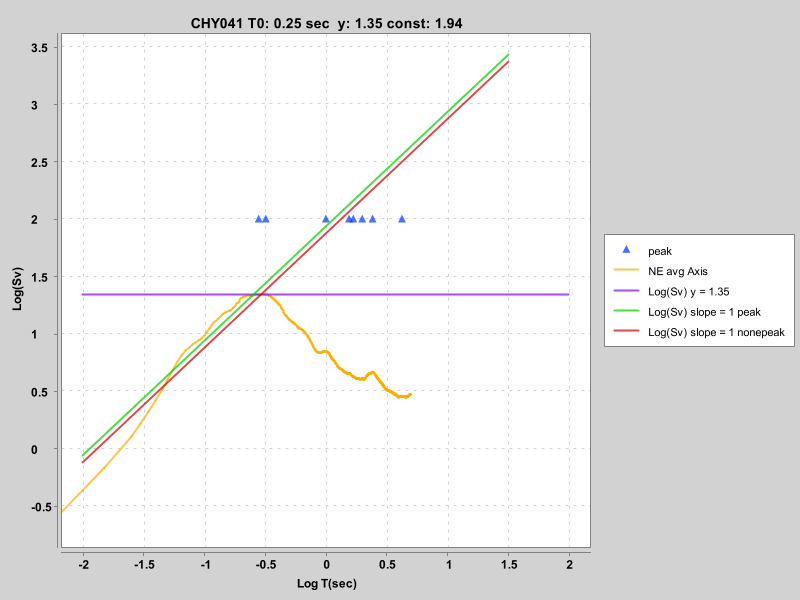 CHY041 T0: 0.25 sec  y: 1.35 const: 1.94
3.5
3
2.5
2
1.5
1
0.5
0
-0.5
Log(Sv)
-2
-1.5
-1
-0.5
0
0.5
1
1.5
2
Log T(sec)
peak
NE avg Axis
Log(Sv) y = 1.35
Log(Sv) slope = 1 peak
Log(Sv) slope = 1 nonepeak